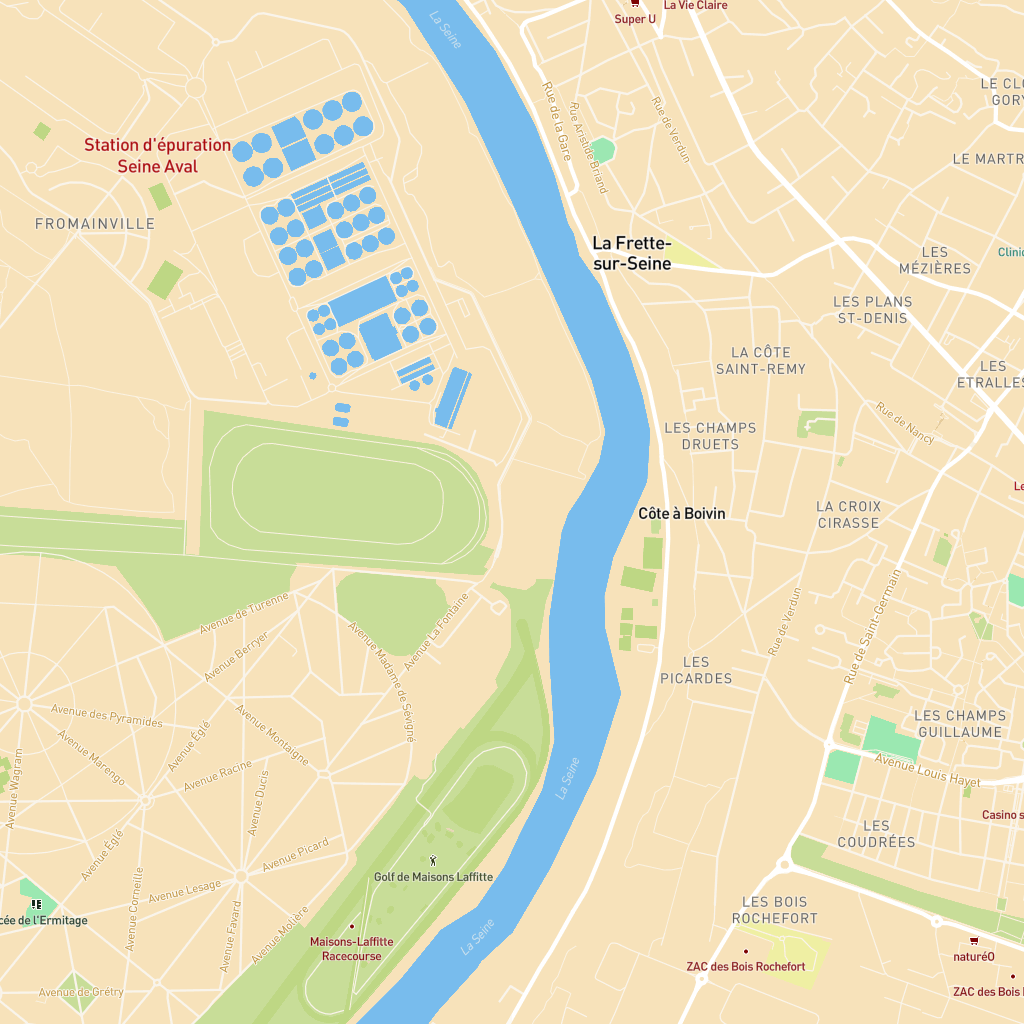 La Seine
Super U
La Vie Claire
Rue de la Gare
Rue Aristide Briand
Rue de Verdun
LE MARTR
Station d'épuration
Seine Aval
FROMAINVILLE
La Frette-
sur-Seine
LES
MÉZIÈRES
Clinic
LES PLANS
ST-DENIS
LA CÔTE
SAINT-REMY
LES
ETRALLES
Rue de Nancy
LES CHAMPS
DRUETS
Le
LA CROIX
CIRASSE
Côte à Boivin
Rue de Saint-Germain
Rue de Verdun
Avenue de Turenne
Avenue Berryer
Avenue Madame de Sévigné
Avenue La Fontaine
LES
PICARDES
Avenue des Pyramides
Avenue Marengo
Avenue Églé
Avenue Montaigne
LES CHAMPS
GUILLAUME
Avenue Wagram
Avenue Racine
Avenue Ducis
La Seine
Avenue Louis Hayet
Casino s
LES
COUDRÉES
Avenue Églé
Avenue Picard
Golf de Maisons Laffitte
Avenue Lesage
Avenue Corneille
Avenue Favard
Avenue Molière
cée de l'Ermitage
LES BOIS
ROCHEFORT
Maisons-Laffitte
Racecourse
La Seine
naturéO
ZAC des Bois Rochefort
Avenue de Grétry
ZAC des Bois